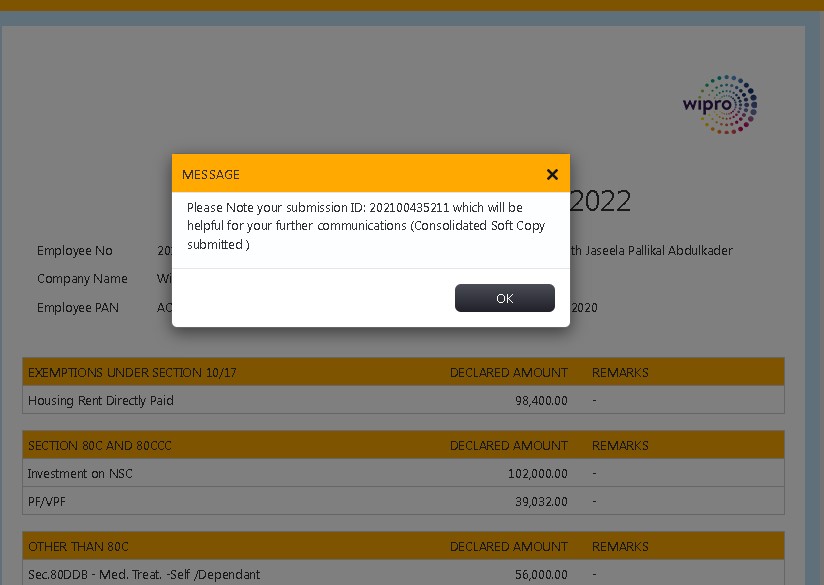 wipro
MESSAGE
Please Note your submission ID: 202100435211 which will be
helpful for your further communications (Consolidated Soft Copy
submitted )
OK
2022
Employee No 20 Jaseela Pallikal Abdulkader
Company Name Wi
Employee PAN AC 2020
EXEMPTIONS UNDER SECTION 10/17 DECLARED AMOUNT REMARKS
Housing Rent Directly Paid 98,400.00 -
SECTION 80C AND 80CCC DECLARED AMOUNT REMARKS
Investment on NSC 102,000.00 -
PF/VPF 39,032.00 -
OTHER THAN 80C DECLARED AMOUNT REMARKS
Sec.80DDB - Med. Treat. -Self /Dependant 56,000.00 -